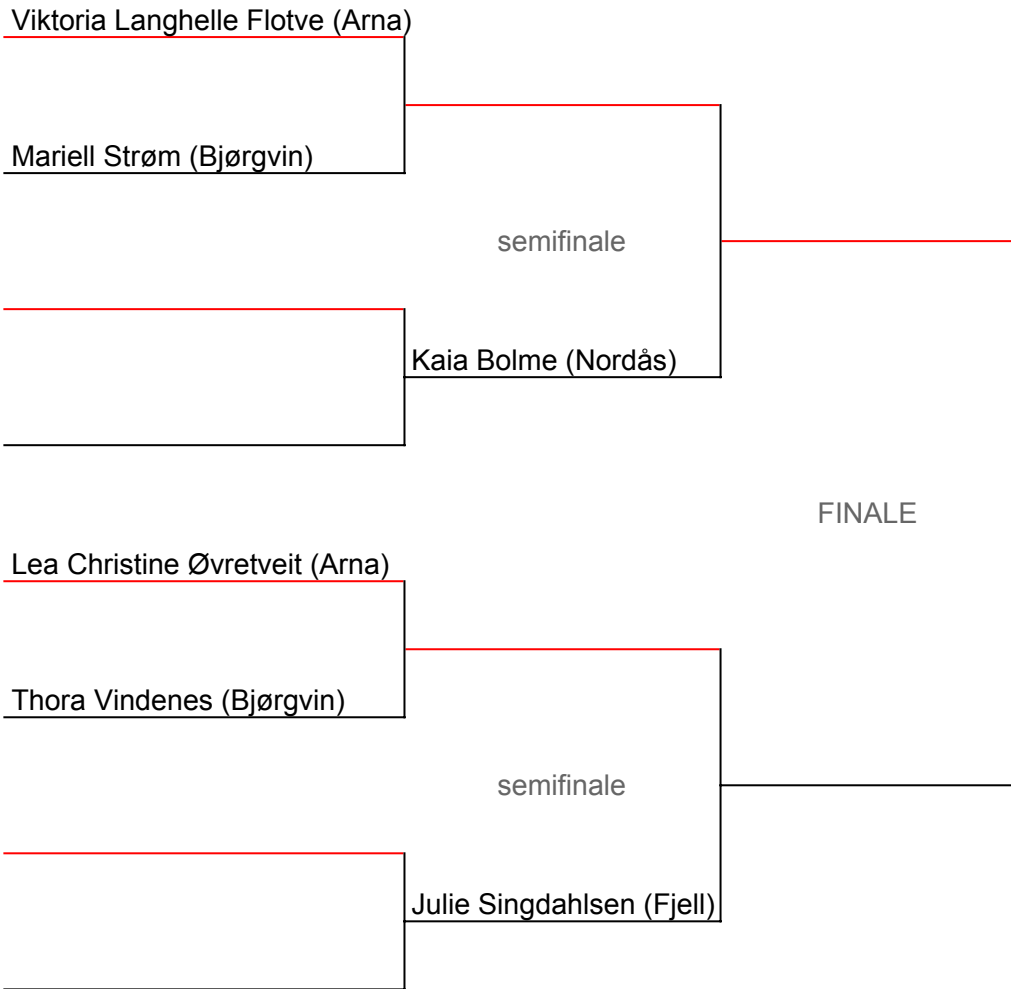 Viktoria Langhelle Flotve (Arna)
Mariell Strøm (Bjørgvin)
semifinale
Kaia Bolme (Nordås)
FINALE
Lea Christine Øvretveit (Arna)
Thora Vindenes (Bjørgvin)
semifinale
Julie Singdahlsen (Fjell)